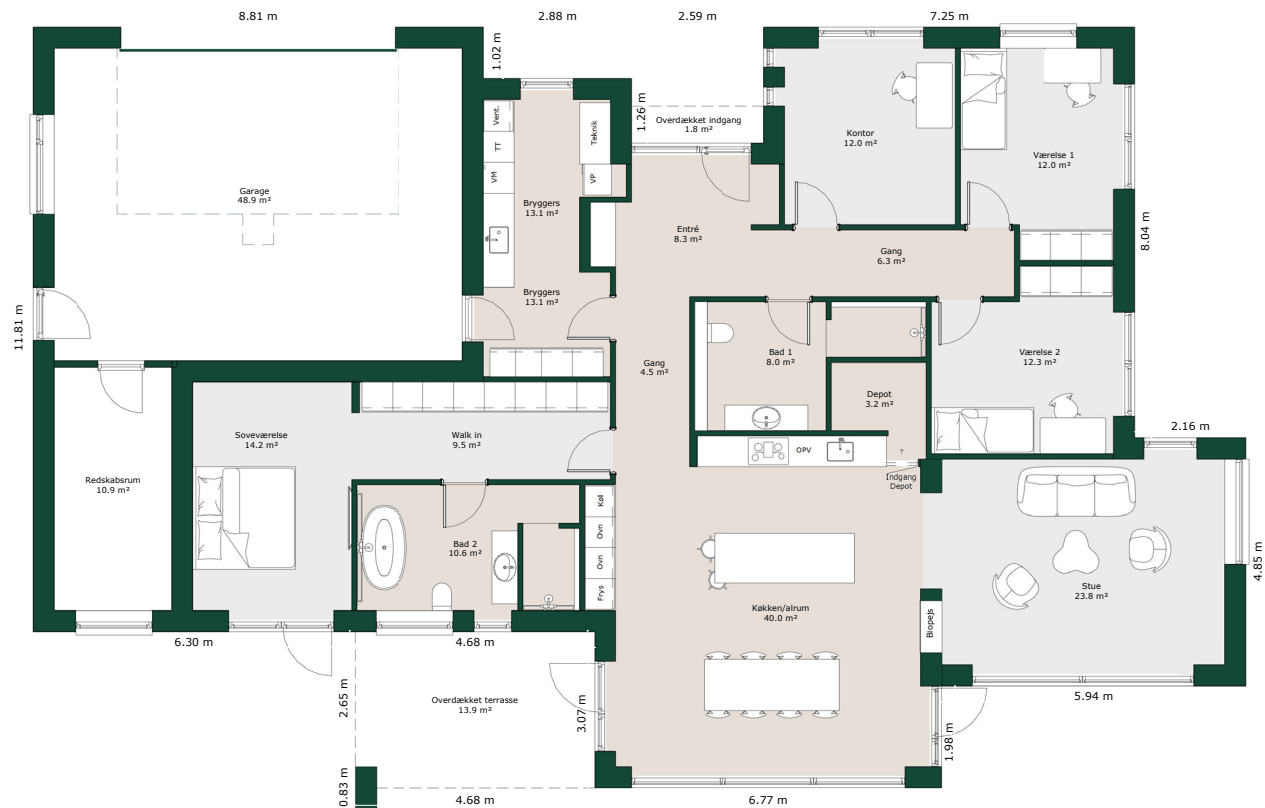 8.81 m
2.88 m
2.59 m
7.25 m
1.02 m
1.26 m
Overdækket indgang
1.8 m²
Vent.
TT
VM
Teknik
VP
Kontor
12.0 m²
Værelse 1
12.0 m²
Garage
48.9 m²
Bryggers
13.1 m²
Entré
8.3 m²
Gang
6.3 m²
8.04 m
Bryggers
13.1 m²
11.81 m
Gang
4.5 m²
Bad 1
8.0 m²
Værelse 2
12.3 m²
Depot
3.2 m²
2.16 m
Soveværelse
14.2 m²
Walk in
9.5 m²
OPV
Indgang
Depot
Redskabsrum
10.9 m²
Køl
Ovn
Ovn
Frys
Bad 2
10.6 m²
4.85 m
Stue
23.8 m²
Køkken/alrum
40.0 m²
Biopejs
6.30 m
4.68 m
2.65 m
Overdækket terrasse
13.9 m²
3.07 m
5.94 m
1.98 m
0.83 m
4.68 m
6.77 m